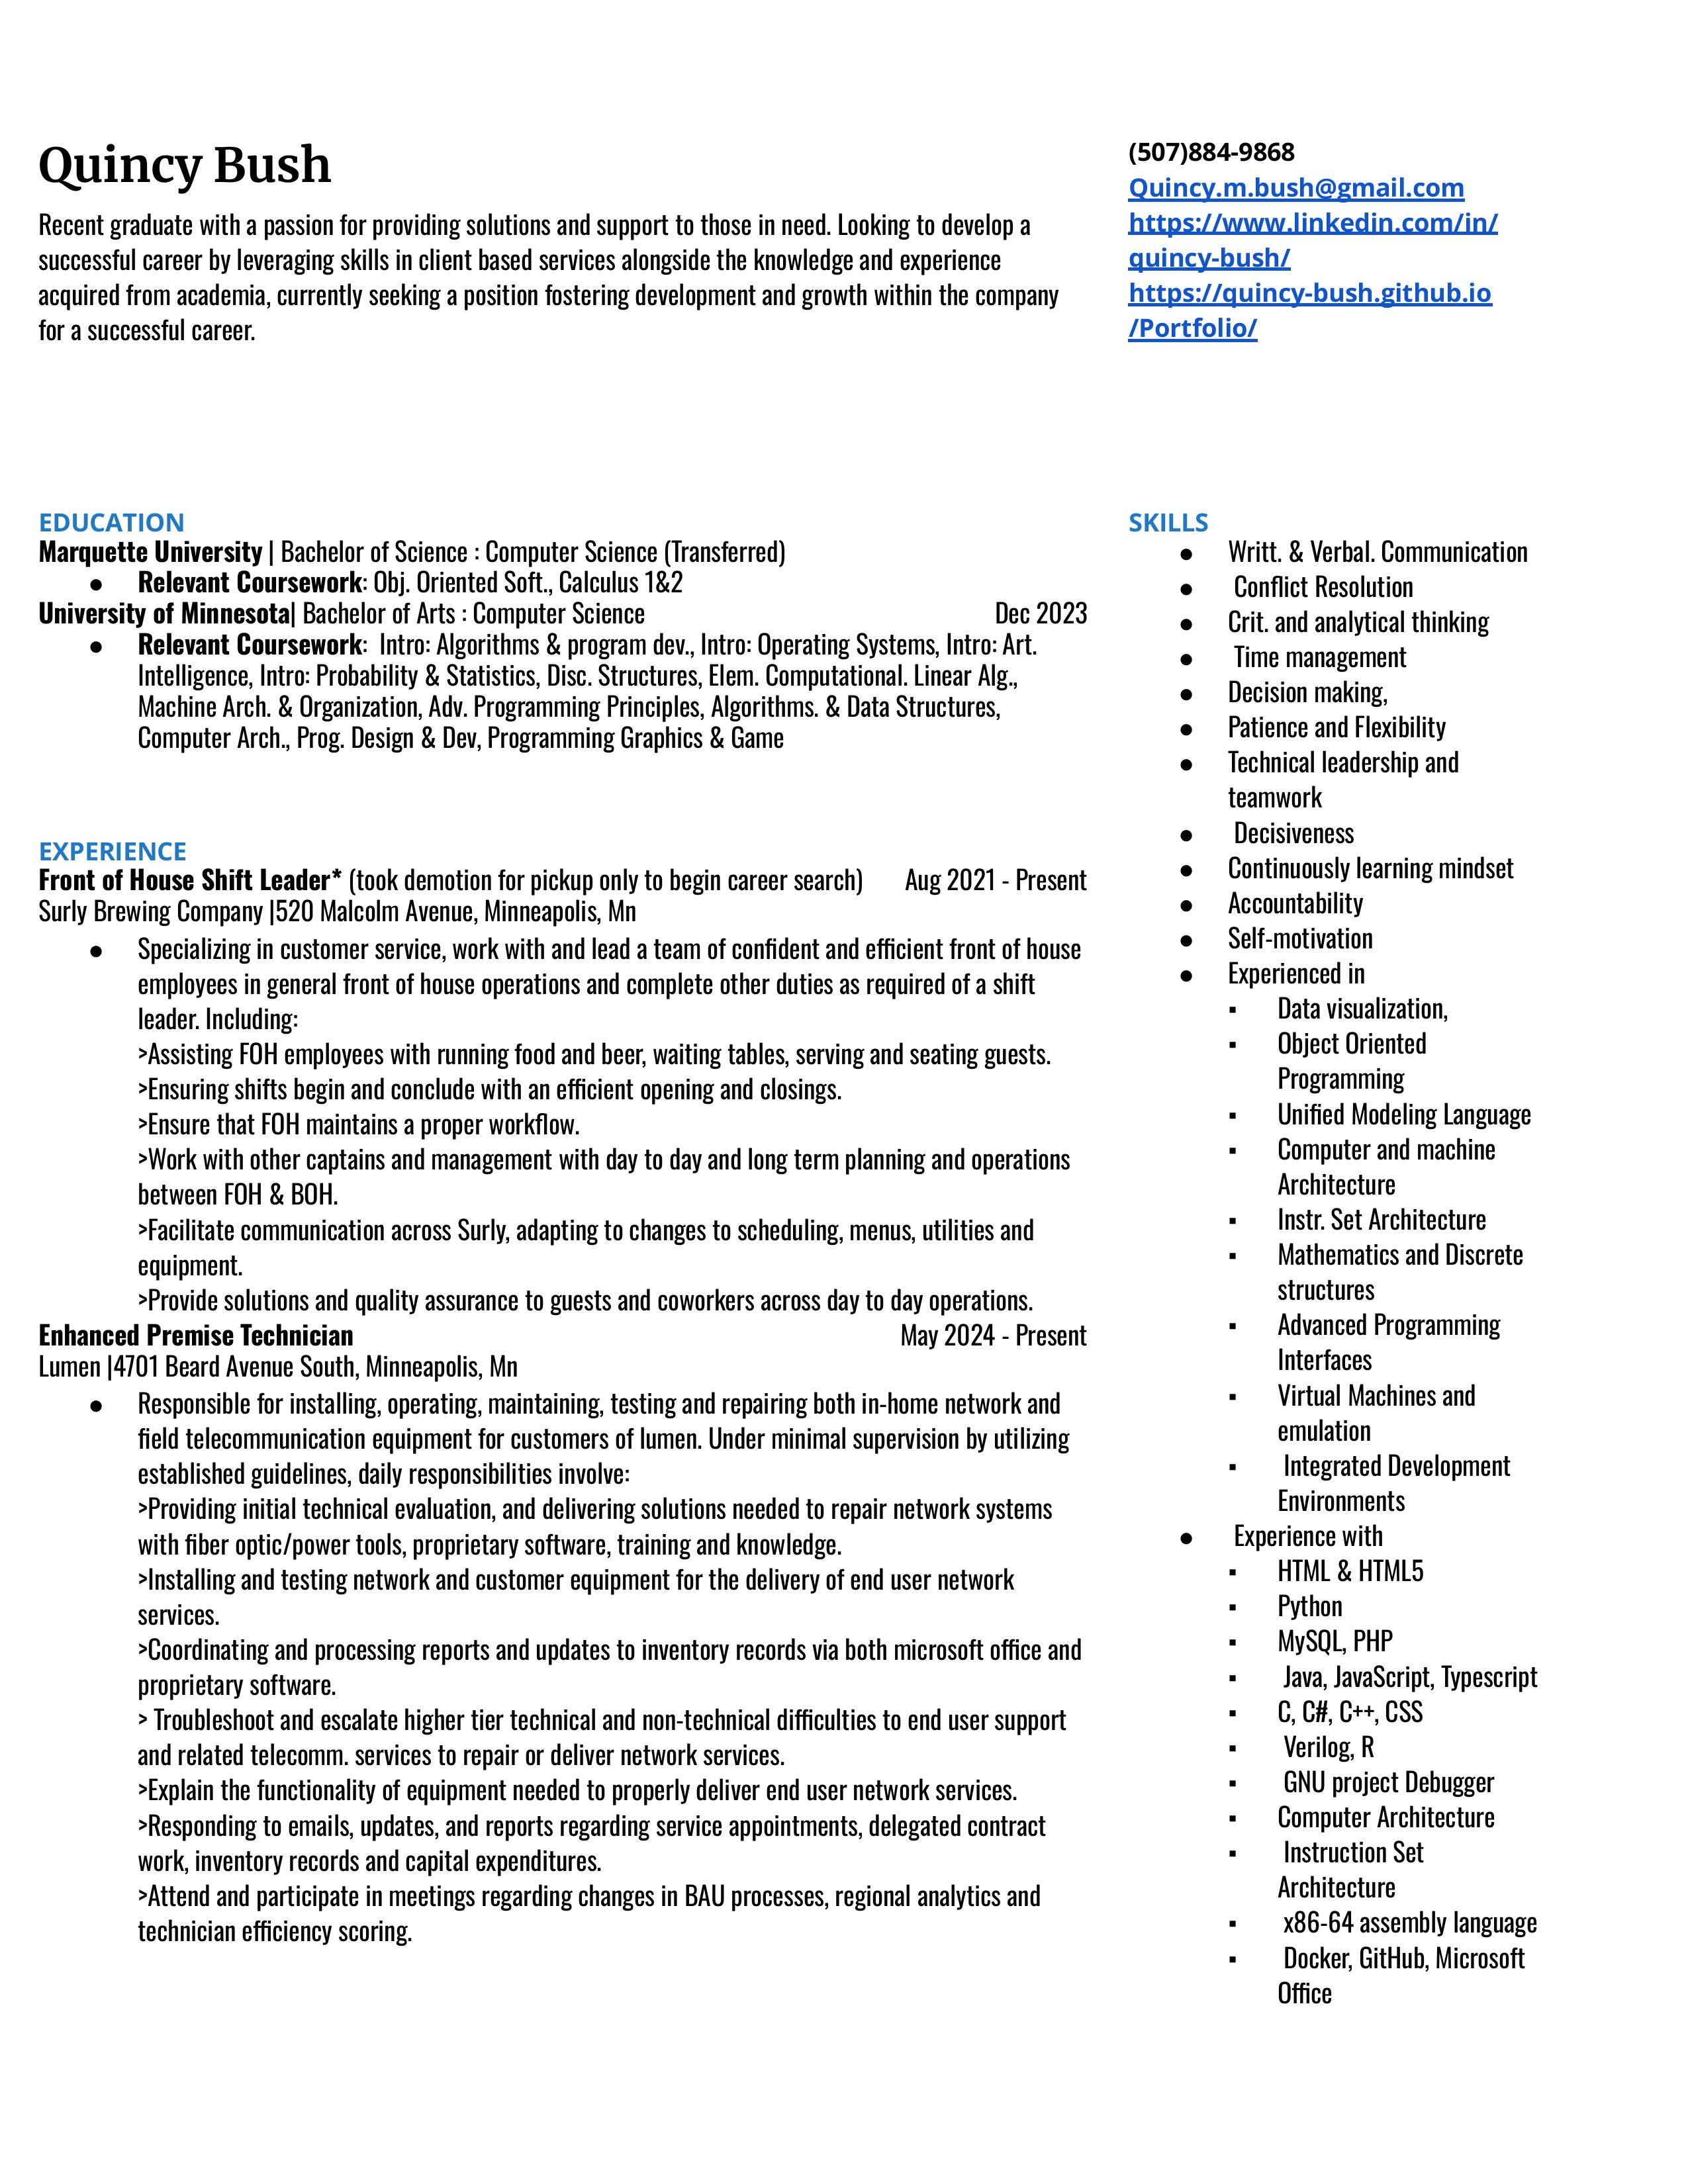 Quincy Bush
Recent graduate with a passion for providing solutions and support to those in need. Looking to develop a
successful career by leveraging skills in client based services alongside the knowledge and experience
acquired from academia, currently seeking a position fostering development and growth within the company
for a successful career.
(507)884-9868
Quincy.m.bush@gmail.com
https://www.linkedin.com/in/
quincy-bush/
https://quincy-bush.github.io
/Portfolio/
EDUCATION
Marquette University | Bachelor of Science : Computer Science (Transferred)
● Relevant Coursework: Obj. Oriented Soft., Calculus 1&2
University of Minnesota| Bachelor of Arts : Computer Science Dec 2023
● Relevant Coursework: Intro: Algorithms & program dev., Intro: Operating Systems, Intro: Art.
Intelligence, Intro: Probability & Statistics, Disc. Structures, Elem. Computational. Linear Alg.,
Machine Arch. & Organization, Adv. Programming Principles, Algorithms. & Data Structures,
Computer Arch., Prog. Design & Dev, Programming Graphics & Game
EXPERIENCE
Front of House Shift Leader* (took demotion for pickup only to begin career search) Aug 2021 - Present
Surly Brewing Company |520 Malcolm Avenue, Minneapolis, Mn
● Specializing in customer service, work with and lead a team of confident and efficient front of house
employees in general front of house operations and complete other duties as required of a shift
leader. Including:
>Assisting FOH employees with running food and beer, waiting tables, serving and seating guests.
>Ensuring shifts begin and conclude with an efficient opening and closings.
>Ensure that FOH maintains a proper workflow.
>Work with other captains and management with day to day and long term planning and operations
between FOH & BOH.
>Facilitate communication across Surly, adapting to changes to scheduling, menus, utilities and
equipment.
>Provide solutions and quality assurance to guests and coworkers across day to day operations.
Enhanced Premise Technician May 2024 - Present
Lumen |4701 Beard Avenue South, Minneapolis, Mn
● Responsible for installing, operating, maintaining, testing and repairing both in-home network and
field telecommunication equipment for customers of lumen. Under minimal supervision by utilizing
established guidelines, daily responsibilities involve:
>Providing initial technical evaluation, and delivering solutions needed to repair network systems
with fiber optic/power tools, proprietary software, training and knowledge.
>Installing and testing network and customer equipment for the delivery of end user network
services.
>Coordinating and processing reports and updates to inventory records via both microsoft office and
proprietary software.
> Troubleshoot and escalate higher tier technical and non-technical difficulties to end user support
and related telecomm. services to repair or deliver network services.
>Explain the functionality of equipment needed to properly deliver end user network services.
>Responding to emails, updates, and reports regarding service appointments, delegated contract
work, inventory records and capital expenditures.
>Attend and participate in meetings regarding changes in BAU processes, regional analytics and
technician efficiency scoring.
SKILLS
● Writt. & Verbal. Communication
● Conflict Resolution
● Crit. and analytical thinking
● Time management
● Decision making,
● Patience and Flexibility
● Technical leadership and
teamwork
● Decisiveness
● Continuously learning mindset
● Accountability
● Self-motivation
● Experienced in
▪ Data visualization,
▪ Object Oriented
Programming
▪ Unified Modeling Language
▪ Computer and machine
Architecture
▪ Instr. Set Architecture
▪ Mathematics and Discrete
structures
▪ Advanced Programming
Interfaces
▪ Virtual Machines and
emulation
▪ Integrated Development
Environments
● Experience with
▪ HTML & HTML5
▪ Python
▪ MySQL, PHP
▪ Java, JavaScript, Typescript
▪ C, C#, C++, CSS
▪ Verilog, R
▪ GNU project Debugger
▪ Computer Architecture
▪ Instruction Set
Architecture
▪ x86-64 assembly language
▪ Docker, GitHub, Microsoft
Office